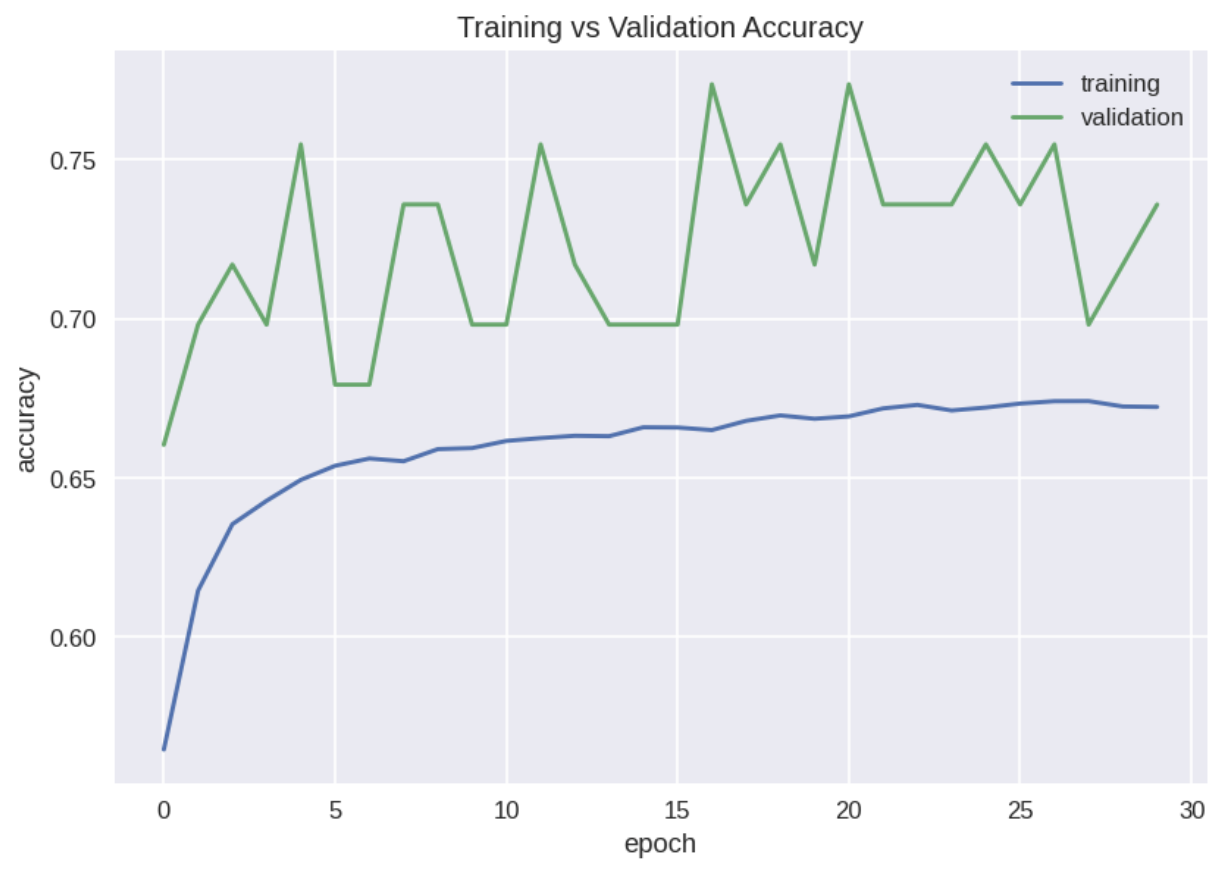 Training vs Validation Accuracy
training
validation
0.75
0.70
0.65
0.60
accuracy
0 5 10 15 20 25 30
epoch